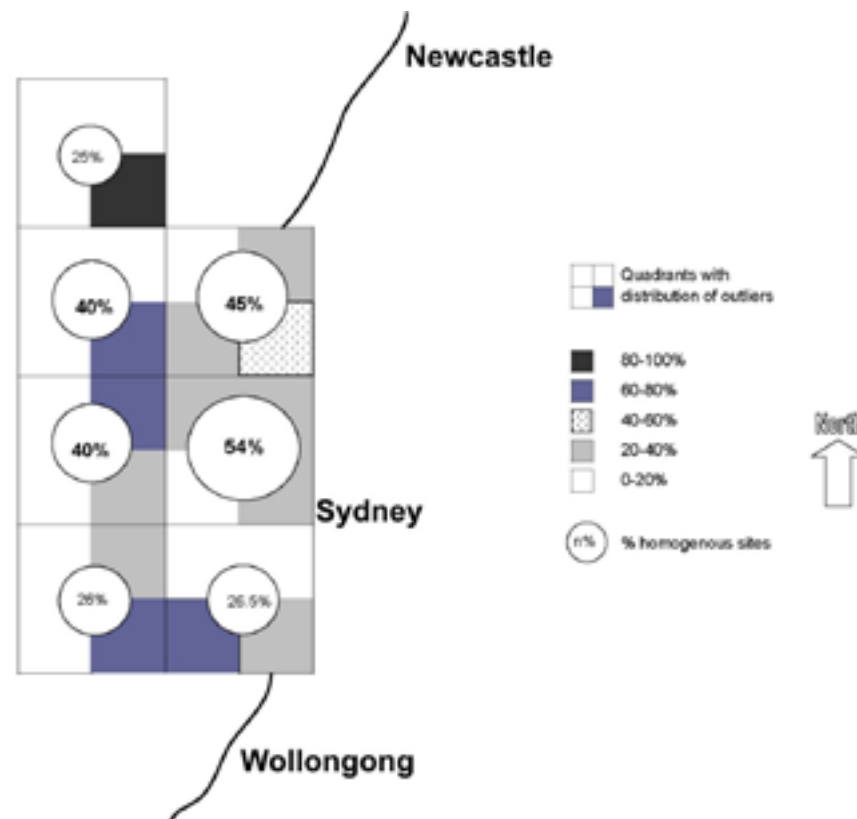 Newcastle
25%
40%
45%
40%
54%
Sydney
26%
26.5%
Wollongong
Quadrants with
distribution of outliers
80-100%
60-80%
40-60%
20-40%
0-20%
n% % homogenous sites
North